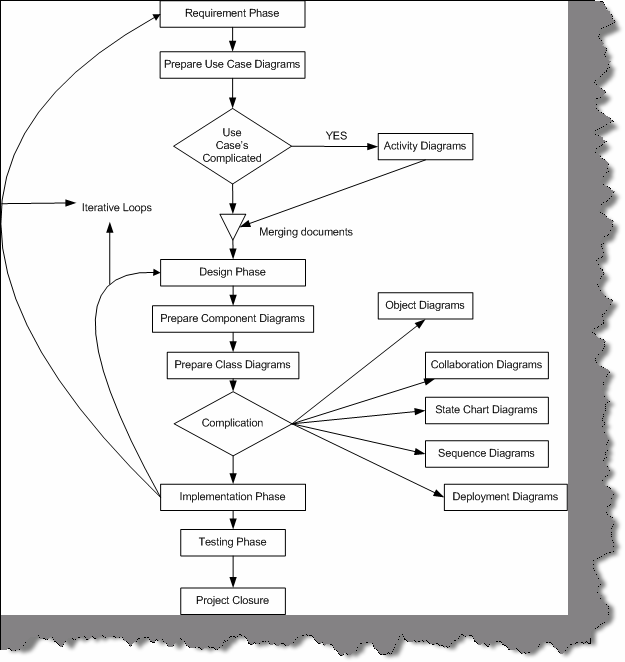 Requirement Phase
Prepare Use Case Diagrams
Use
Case's
Complicated
YES
Activity Diagrams
Iterative Loops
Merging documents
Design Phase
Object Diagrams
Prepare Component Diagrams
Prepare Class Diagrams
Collaboration Diagrams
State Chart Diagrams
Complication
Sequence Diagrams
Implementation Phase
Deployment Diagrams
Testing Phase
Project Closure